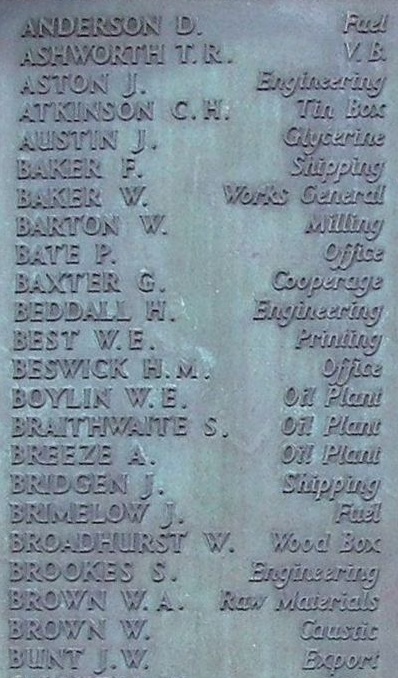 ANDERSON D. Fuel
ASHWORTH T. R. V. B.
ASTON J. Engineering
ATKINSON C. H. Tin Box
AUSTIN J. Glycerine
BAKER F. Shipping
BAKER W. Works General
BARTON W. Milling
BATE P. Office
BAXTER G. Cooperage
BEDDALL H. Engineering
BEST W. E. Printing
BESWICK H. M. Office
BOYLIN W. E. Oil Plant
BRAITHWAITE S. Oil Plant
BREEZE A. Oil Plant
BRIDGEN J. Shipping
BRIMELOW J. Fuel
BROADHURST W. Wood Box
BROOKES S. Engineering
BROWN W. A. Raw Materials
BROWN W. Caustic
BUNT J. W. Export